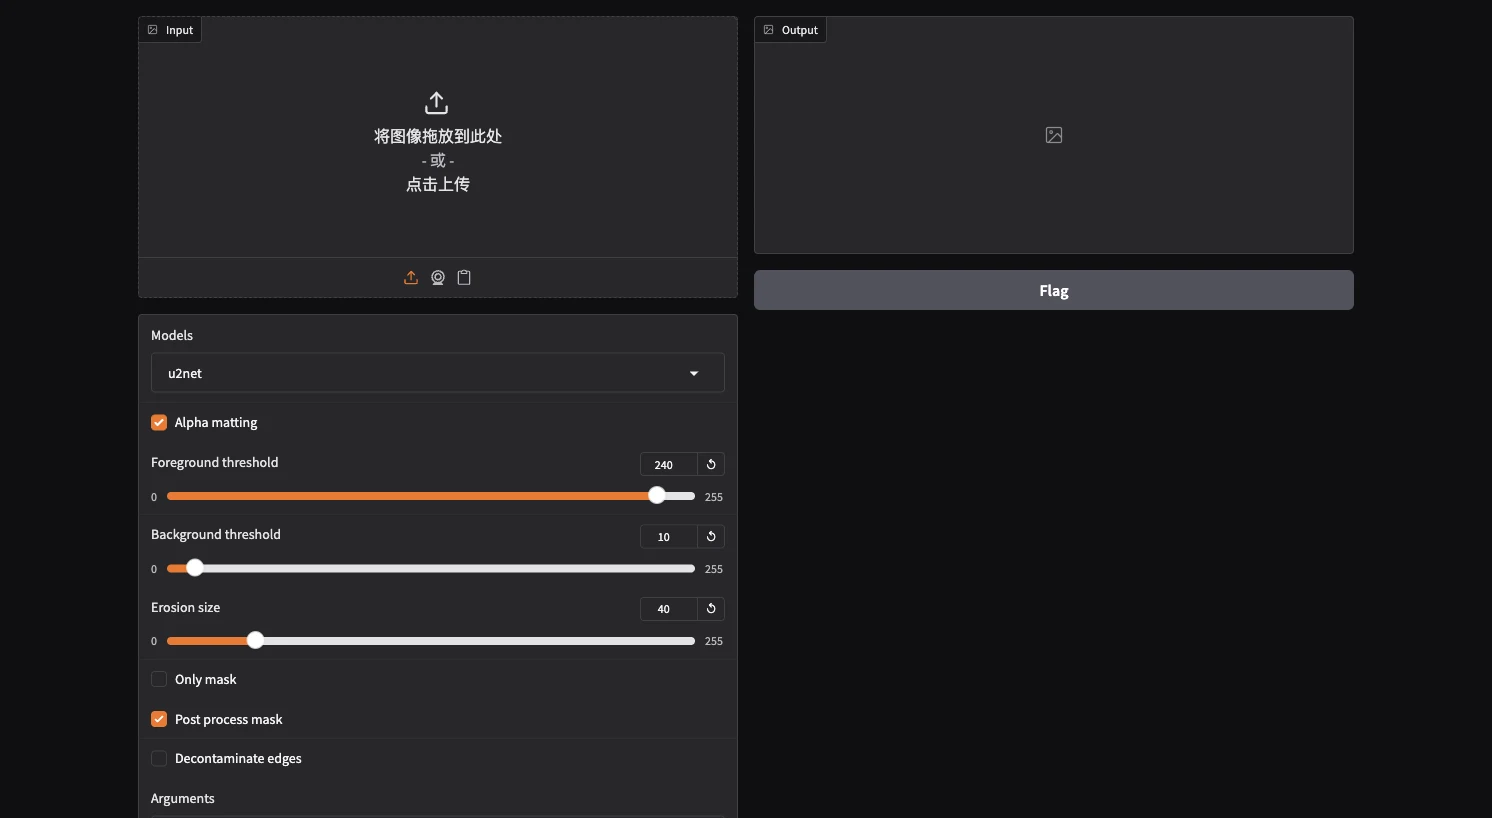 Input
将图像拖放到此处
- 或 -
点击上传
Output
Flag
Models
u2net
Alpha matting
Foreground threshold
240
0
255
Background threshold
10
0
255
Erosion size
40
0
255
Only mask
Post process mask
Decontaminate edges
Arguments